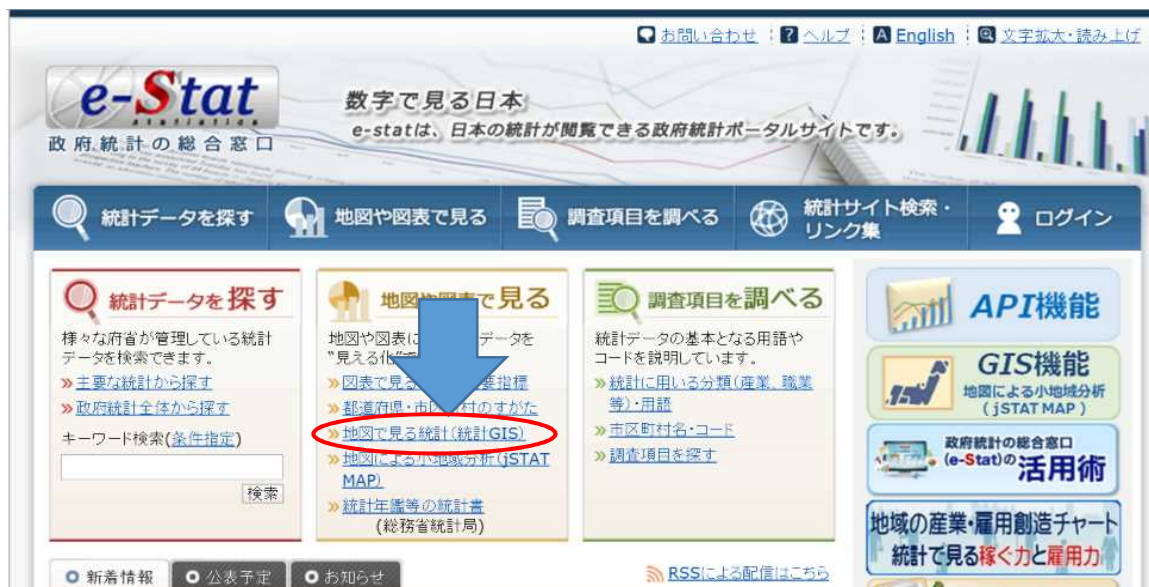 お問い合わせ ヘルプ English 文字拡大・読み上げ
e-Stat
statistics
政府統計の総合窓口
数字で見る日本
e-statは、日本の統計が閲覧できる政府統計ポータルサイトです。
統計データを探す
地図や図表で見る
調査項目を調べる
統計サイト検索・
リンク集
ログイン
統計データを探す
様々な府省が管理している統計
データを検索できます。
»主要な統計から探す
»政府統計全体から探す
キーワード検索(条件指定)
検索
地図や図表で見る
地図や図表に データを
"見える化"
»図表で見る 要指標
»都道府県・市区 村のすがた
»地図で見る統計(統計GIS)
»地図による小地域分析(jSTAT
MAP)
»統計年鑑等の統計書
(総務省統計局)
調査項目を調べる
統計データの基本となる用語や
コードを説明しています。
»統計に用いる分類(産業、職業
等)・用語
»市区町村名・コード
»調査項目を探す
API機能
GIS機能
地図による小地域分析
(jSTAT MAP)
政府統計の総合窓口
(e-Stat)の活用術
地域の産業・雇用創造チャート
統計で見る稼ぐ力と雇用力
新着情報 公表予定 お知らせ
RSSによる配信はこちら